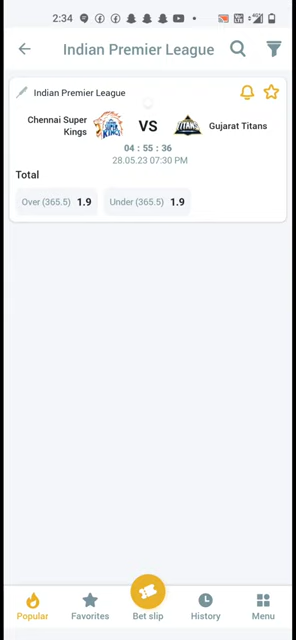 2:34
Indian Premier League
Indian Premier League
Chennai Super Kings
VS
Gujarat Titans
04 : 55 : 36
28.05.23 07:30 PM
Total
Over (365.5) 1.9 Under (365.5) 1.9
Popular Favorites Bet slip History Menu